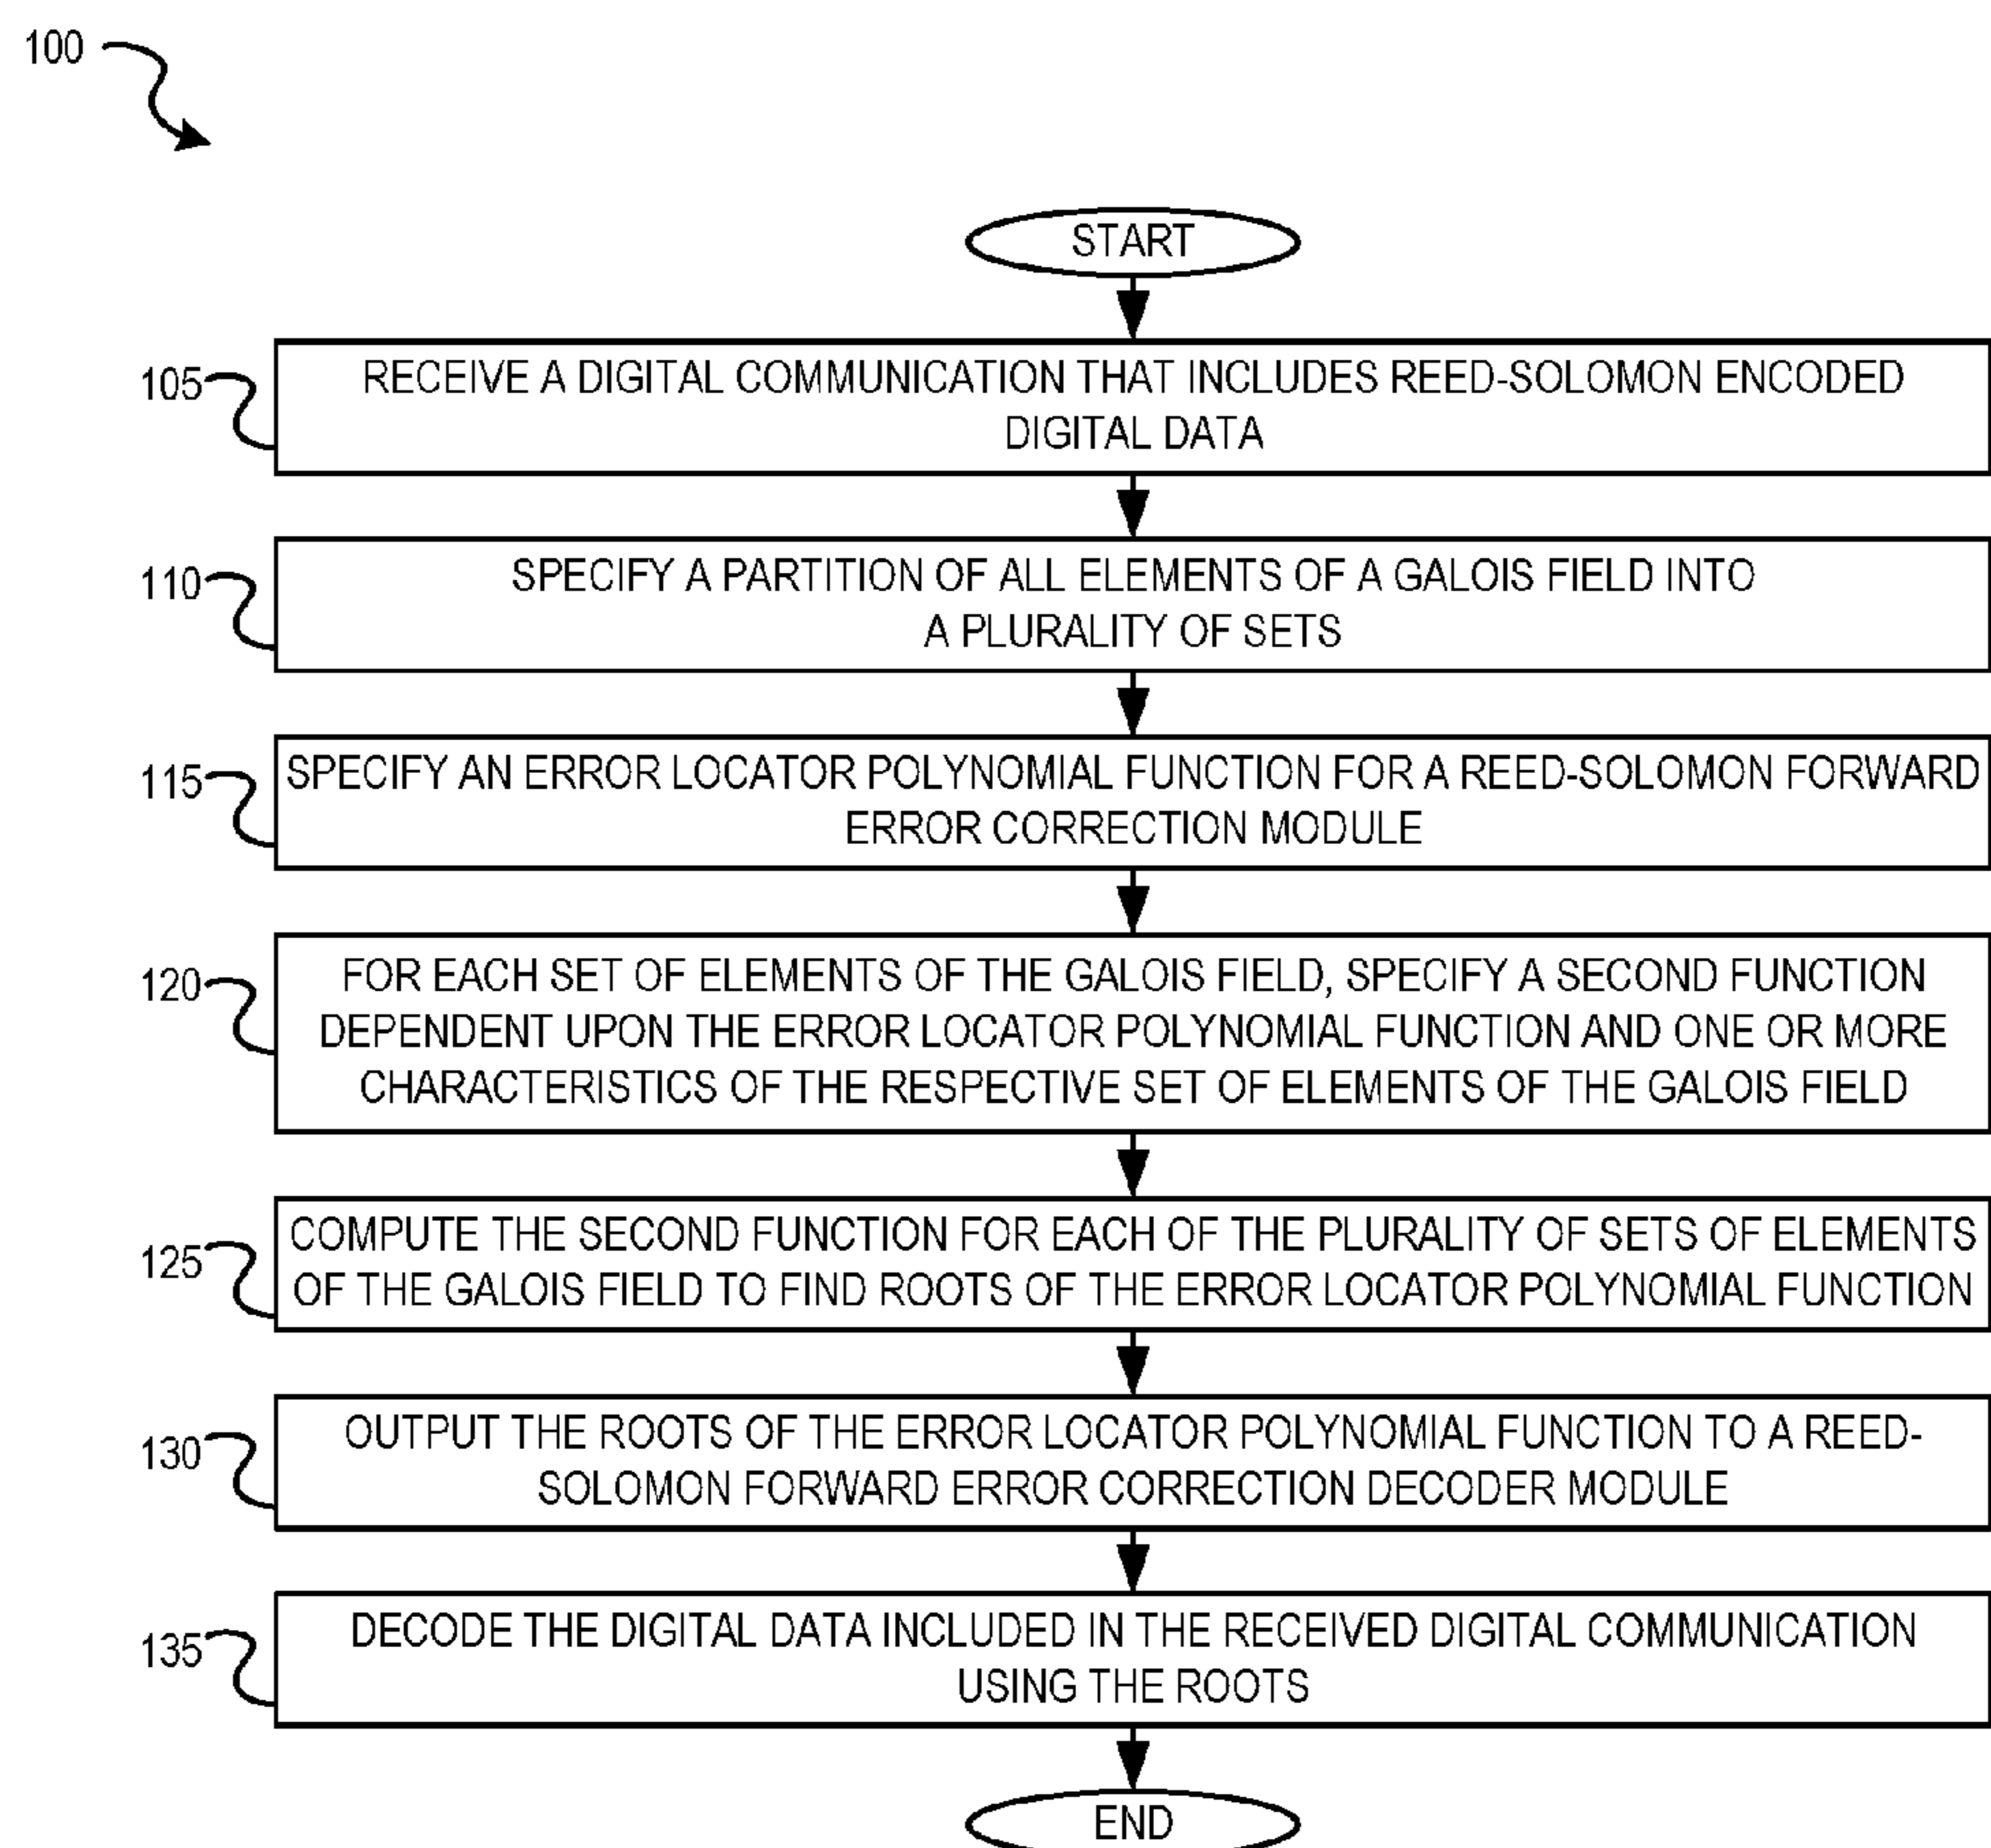 100
START
105
RECEIVE A DIGITAL COMMUNICATION THAT INCLUDES REED-SOLOMON ENCODED
DIGITAL DATA
110
SPECIFY A PARTITION OF ALL ELEMENTS OF A GALOIS FIELD INTO
A PLURALITY OF SETS
115
SPECIFY AN ERROR LOCATOR POLYNOMIAL FUNCTION FOR A REED-SOLOMON FORWARD
ERROR CORRECTION MODULE
120
FOR EACH SET OF ELEMENTS OF THE GALOIS FIELD, SPECIFY A SECOND FUNCTION
DEPENDENT UPON THE ERROR LOCATOR POLYNOMIAL FUNCTION AND ONE OR MORE
CHARACTERISTICS OF THE RESPECTIVE SET OF ELEMENTS OF THE GALOIS FIELD
125
COMPUTE THE SECOND FUNCTION FOR EACH OF THE PLURALITY OF SETS OF ELEMENTS
OF THE GALOIS FIELD TO FIND ROOTS OF THE ERROR LOCATOR POLYNOMIAL FUNCTION
130
OUTPUT THE ROOTS OF THE ERROR LOCATOR POLYNOMIAL FUNCTION TO A REED-
SOLOMON FORWARD ERROR CORRECTION DECODER MODULE
135
DECODE THE DIGITAL DATA INCLUDED IN THE RECEIVED DIGITAL COMMUNICATION
USING THE ROOTS
END